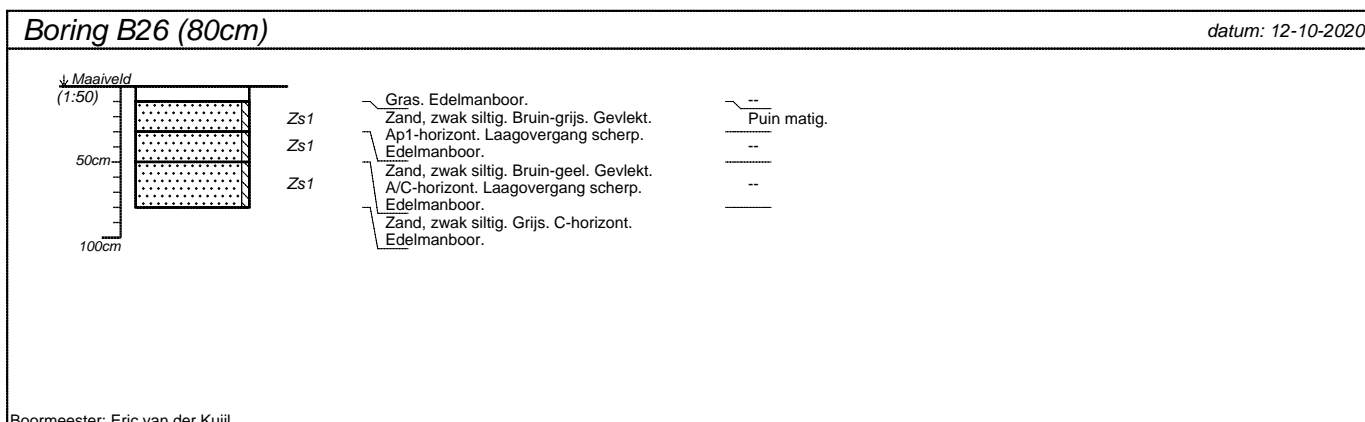 Boring B26 (80cm)
datum: 12-10-2020
Maaiveld
(1:50)
50cm
100cm
Zs1
Zs1
Zs1
Gras. Edelmanboor.
Zand, zwak siltig. Bruin-grijs. Gevlekt.
Ap1-horizont. Laagovergang scherp.
Edelmanboor.
Zand, zwak siltig. Bruin-geel. Gevlekt.
A/C-horizont. Laagovergang scherp.
Edelmanboor.
Zand, zwak siltig. Grijs. C-horizont.
Edelmanboor.
--
Puin matig.
--
--
Boormeester: Eric van der Kuijl